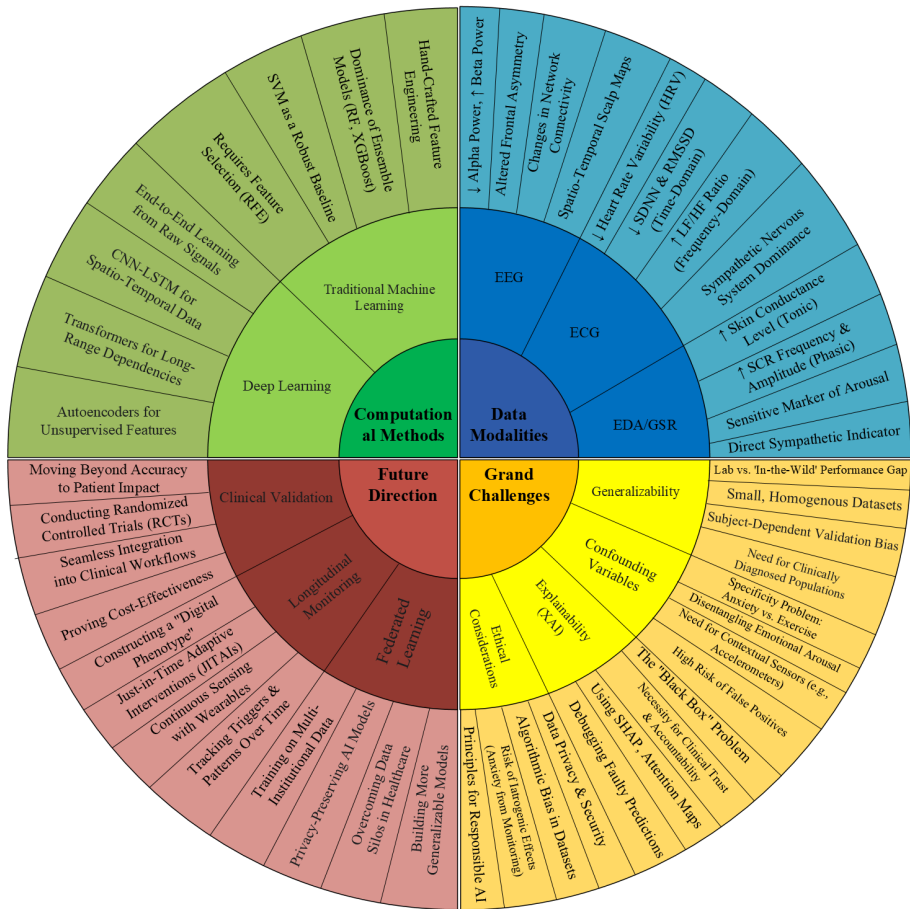 Hand-Crafted Feature
Engineering
Dominance of Ensemble
Models (RF, XGBoost)
SVM as a Robust Baseline
Requires Feature
Selection (RFE)
End-to-End Learning
from Raw Signals
CNN-LSTM for
Spatio-Temporal Data
Transformers for Long-
Range Dependencies
Autoencoders for
Unsupervised Features
Traditional Machine
Learning
Deep Learning
Computation
al Methods
↓ Alpha Power, ↑ Beta Power
Altered Frontal Asymmetry
Changes in Network
Connectivity
Spatio-Temporal Scalp Maps
↓ Heart Rate Variability (HRV)
↓ SDNN & RMSSD
(Time-Domain)
↑ LF/HF Ratio
(Frequency-Domain)
Sympathetic Nervous
System Dominance
↑ Skin Conductance
Level (Tonic)
↑ SCR Frequency &
Amplitude (Phasic)
Sensitive Marker of Arousal
Direct Sympathetic Indicator
EEG
ECG
EDA/GSR
Data
Modalities
Moving Beyond Accuracy
to Patient Impact
Conducting Randomized
Controlled Trials (RCTs)
Seamless Integration
into Clinical Workflows
Proving Cost-Effectiveness
Constructing a "Digital
Phenotype"
Just-in-Time Adaptive
Interventions (JITAIs)
Continuous Sensing
with Wearables
Tracking Triggers &
Patterns Over Time
Training on Multi-
Institutional Data
Privacy-Preserving AI Models
Overcoming Data
Silos in Healthcare
Building More
Generalizable Models
Clinical Validation
Longitudinal
Monitoring
Federated
Learning
Future
Direction
Grand
Challenges
Generalizability
Confounding
Variables
Explainability
(XAI)
Ethical
Considerations
Lab vs. 'In-the-Wild' Performance Gap
Small, Homogenous Datasets
Subject-Dependent Validation Bias
Need for Clinically
Diagnosed Populations
Specificity Problem:
Anxiety vs. Exercise
Disentangling Emotional Arousal
Need for Contextual Sensors (e.g.,
Accelerometers)
High Risk of False Positives
The "Black Box" Problem
Necessity for Clinical Trust
& Accountability
Using SHAP, Attention Maps
Debugging Faulty Predictions
Data Privacy & Security
Algorithmic Bias in Datasets
Risk of Iatrogenic Effects
(Anxiety from Monitoring)
Principles for Responsible AI